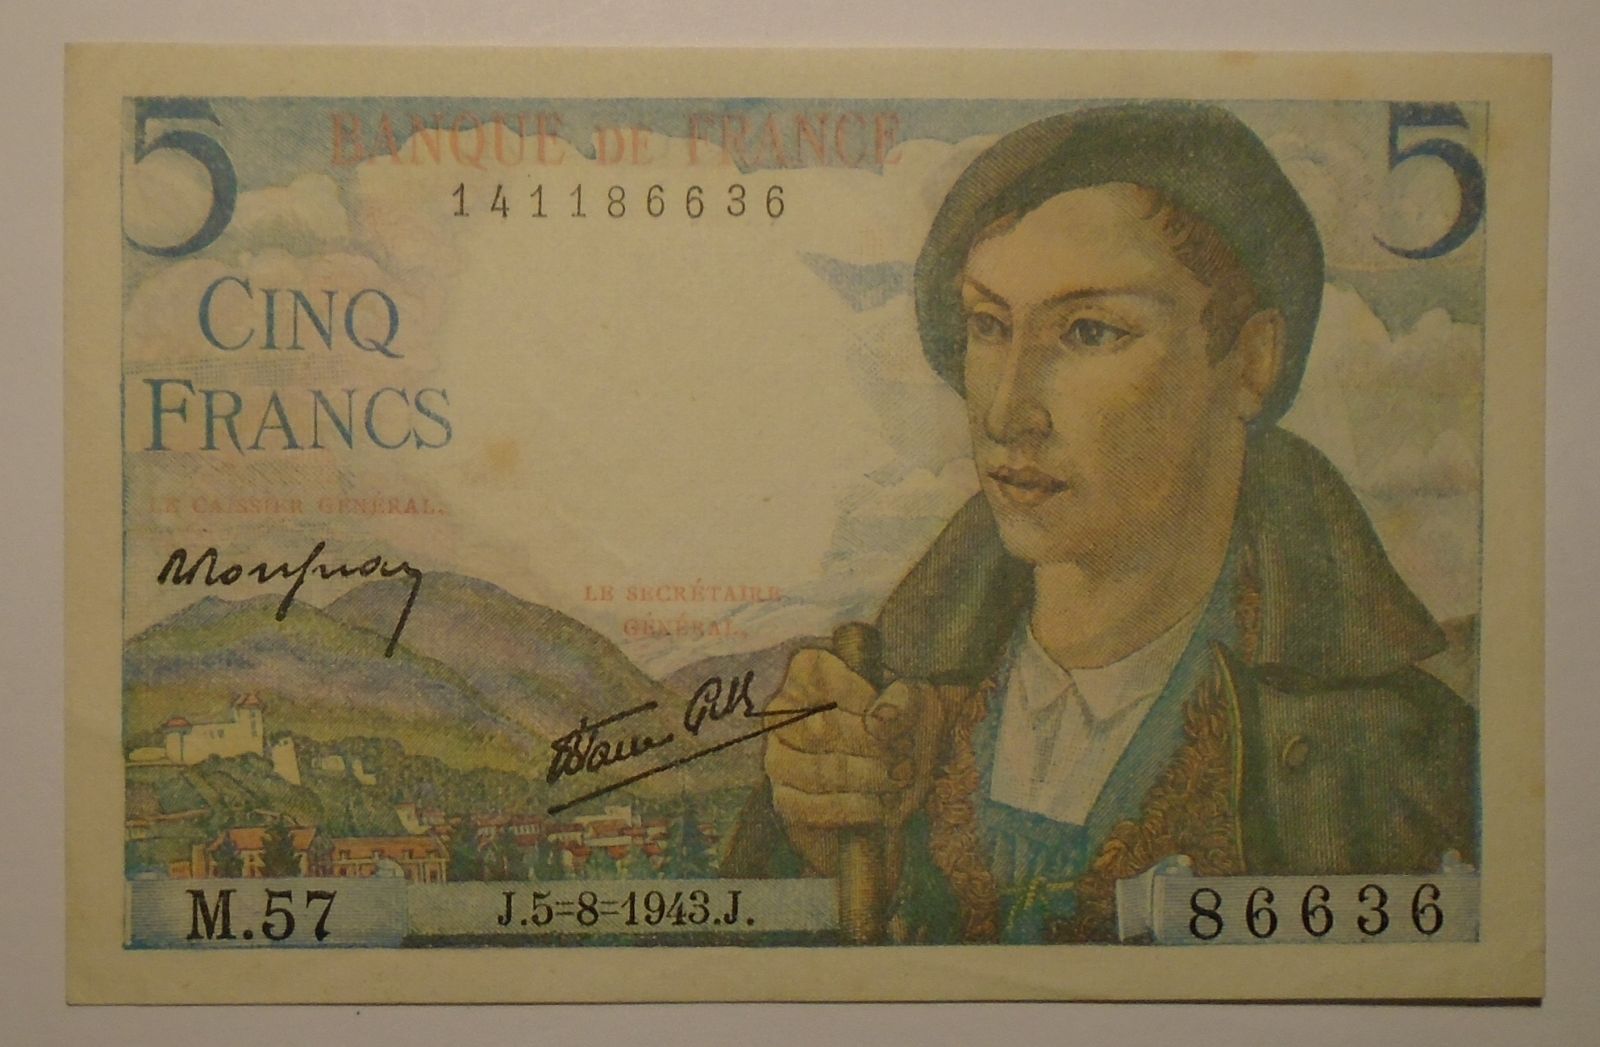 5 BANQUE DE FRANCE 5
141186636
CINQ
FRANCS
LE CAISSIER GÉNÉRAL,
LE SECRÉTAIRE
GÉNÉRAL,
M.57 J.5=8=1943.J. 86636